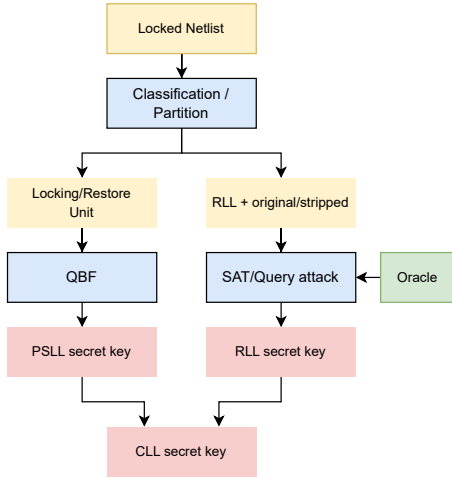 Locked Netlist
Classification /
Partition
Locking/Restore
Unit
RLL + original/stripped
QBF
SAT/Query attack
Oracle
PSLL secret key
RLL secret key
CLL secret key